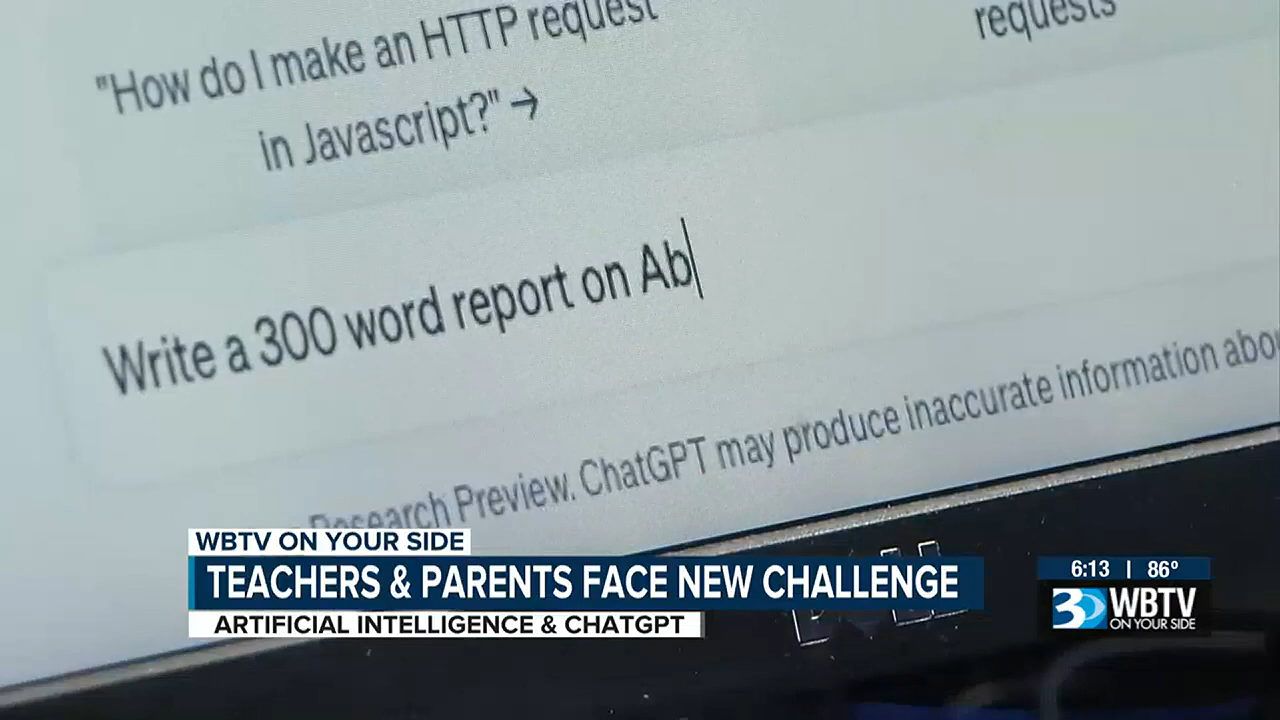 "How do I make an HTTP request
in Javascript?" →
requests
Write a 300 word report on Ab
Research Preview. ChatGPT may produce inaccurate information
WBTV ON YOUR SIDE
TEACHERS & PARENTS FACE NEW CHALLENGE
ARTIFICIAL INTELLIGENCE & CHATGPT
6:13 | 86°
3 WBTV
ON YOUR SIDE